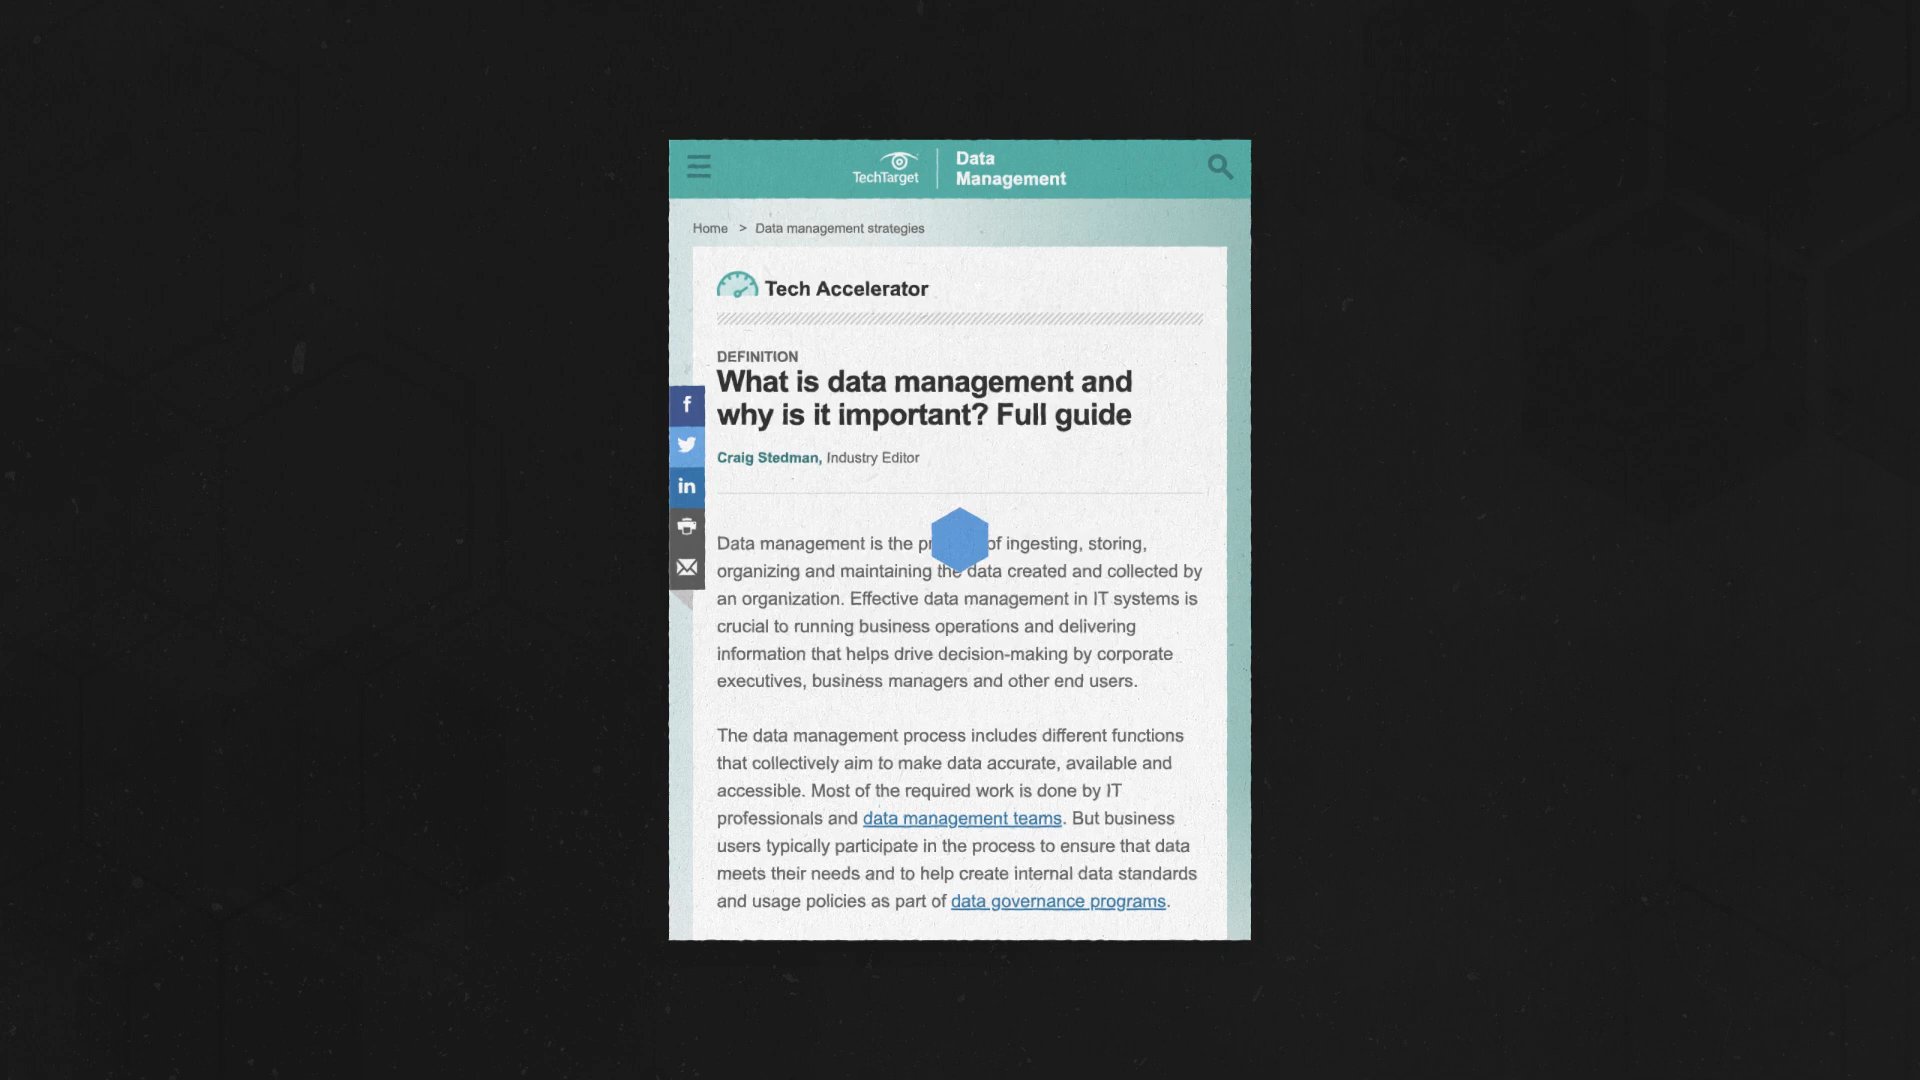 TechTarget
Data
Management
Home > Data management strategies
Tech Accelerator
DEFINITION
What is data management and
why is it important? Full guide
Craig Stedman, Industry Editor
f
in
Data management is the of ingesting, storing,
organizing and maintaining the data created and collected by
an organization. Effective data management in IT systems is
crucial to running business operations and delivering
information that helps drive decision-making by corporate
executives, business managers and other end users.
The data management process includes different functions
that collectively aim to make data accurate, available and
accessible. Most of the required work is done by IT
professionals and data management teams. But business
users typically participate in the process to ensure that data
meets their needs and to help create internal data standards
and usage policies as part of data governance programs.